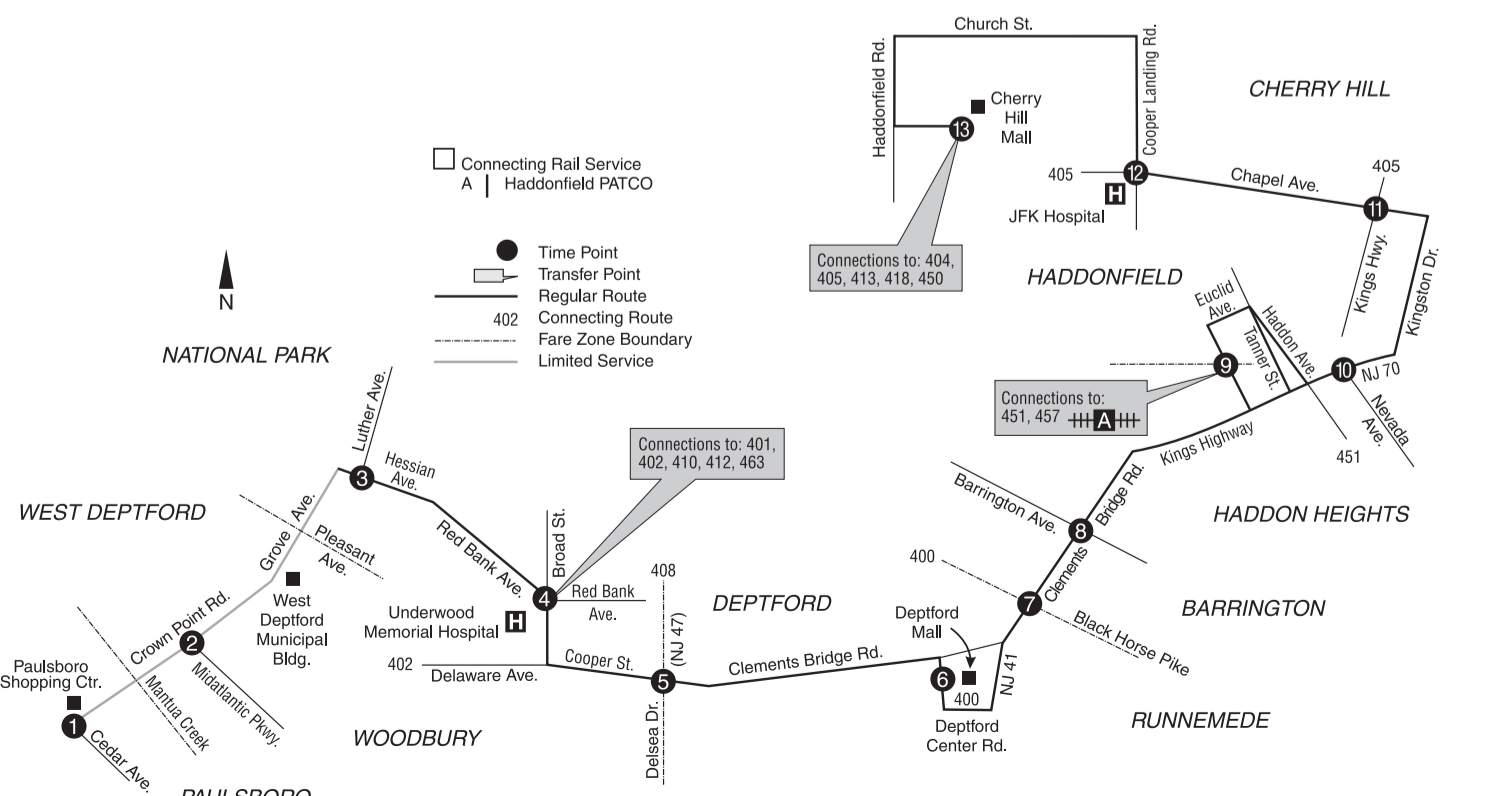 Church St.
Haddonfield Rd.
Cooper Landing Rd.
CHERRY HILL
Cherry
Hill
Mall
13
405
12
H
JFK Hospital
Chapel Ave.
405
11
Connections to: 404,
405, 413, 418, 450
HADDONFIELD
Kings Hwy.
Kingston Dr.
Connecting Rail Service
A | Haddonfield PATCO
Time Point
Transfer Point
Regular Route
402 Connecting Route
Fare Zone Boundary
Limited Service
N
NATIONAL PARK
Euclid
Ave.
Haddon Ave.
Tanner St.
9
10
NJ 70
Nevada
Ave.
Connections to:
451, 457
A
Kings Highway
451
Luther Ave.
3
Hessian
Ave.
Connections to: 401,
402, 410, 412, 463
WEST DEPTFORD
Grove Ave.
Pleasant
Ave.
Red Bank Ave.
Broad St.
Barrington Ave.
8
Clements Bridge Rd.
HADDON HEIGHTS
400
7
Black Horse Pike
BARRINGTON
West
Deptford
Municipal
Bldg.
Crown Point Rd.
2
Midatlantic Pkwy.
Mantua Creek
Paulsboro
Shopping Ctr.
1
Cedar Ave.
PAULSBORO
4
Red Bank
Ave.
Underwood
Memorial Hospital
H
402
Delaware Ave.
Cooper St.
408
(NJ 47)
5
Delsea Dr.
DEPTFORD
WOODBURY
Clements Bridge Rd.
Deptford
Mall
6
400
NJ 41
Deptford
Center Rd.
RUNNEMEDE